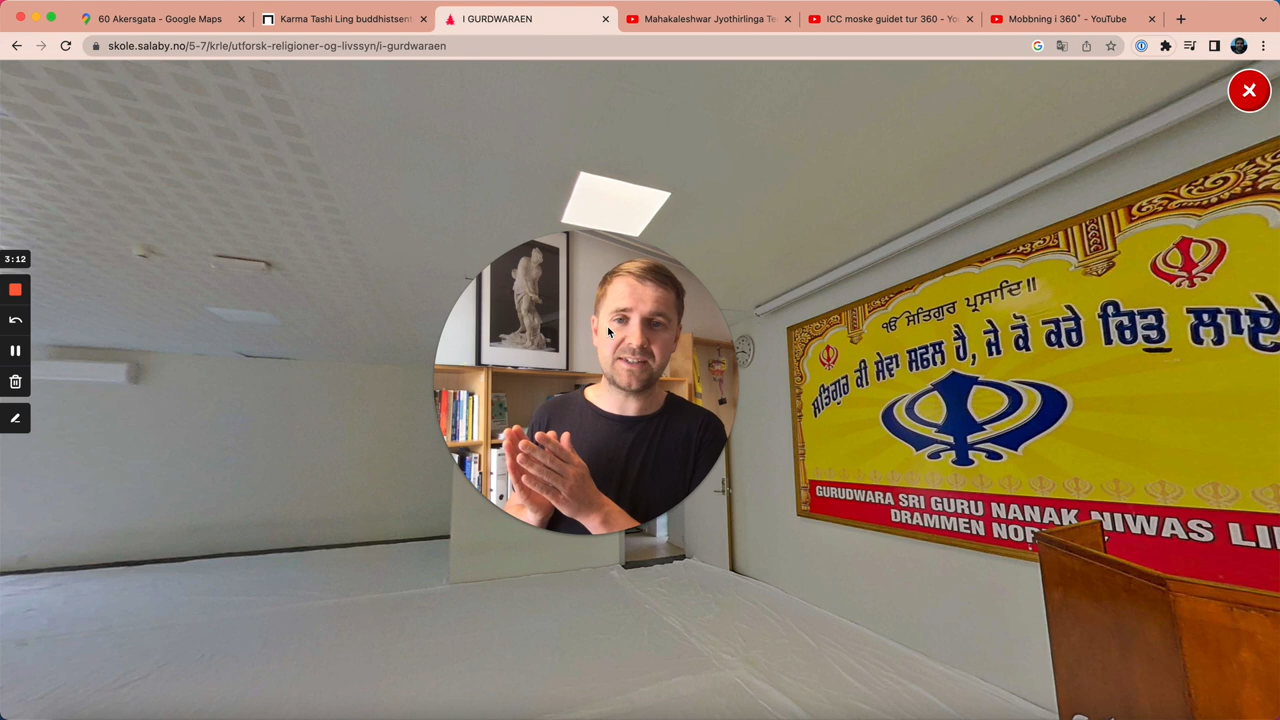 60 Akersgata - Google Maps
Karma Tashi Ling buddhistsent
I GURDWARAEN
Mahakaleshwar Jyothirlinga Te
ICC moske guidet tur 360 - Yo
Mobbning i 360° - YouTube
skole.salaby.no/5-7/krle/utforsk-religioner-og-livssyn/i-gurdwaraen
3:12
ੴ ਸਤਿਗੁਰ ਪ੍ਰਸਾਦਿ॥
ਸਤਿਗੁਰ ਕੀ ਸੇਵਾ ਸਫਲ ਹੈ, ਜੇ ਕੋ ਕਰੇ ਚਿਤੁ ਲਾਏ
GURUDWARA SRI GURU NANAK NIWAS LI
DRAMMEN